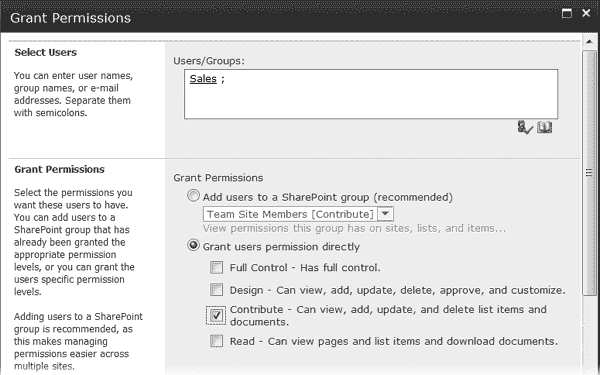 Grant Permissions
Select Users
You can enter user names,
group names, or e-mail
addresses. Separate them
with semicolons.
Users/Groups:
Sales ;
Grant Permissions
Select the permissions you
want these users to have.
You can add users to a
SharePoint group that has
already been granted the
appropriate permission
levels, or you can grant the
users specific permission
levels.
Adding users to a SharePoint
group is recommended, as
this makes managing
permissions easier across
multiple sites.
Grant Permissions
Add users to a SharePoint group (recommended)
Team Site Members [Contribute]
View permissions this group has on sites, lists, and items...
Grant users permission directly
Full Control - Has full control.
Design - Can view, add, update, delete, approve, and customize.
Contribute - Can view, add, update, and delete list items and
documents.
Read - Can view pages and list items and download documents.